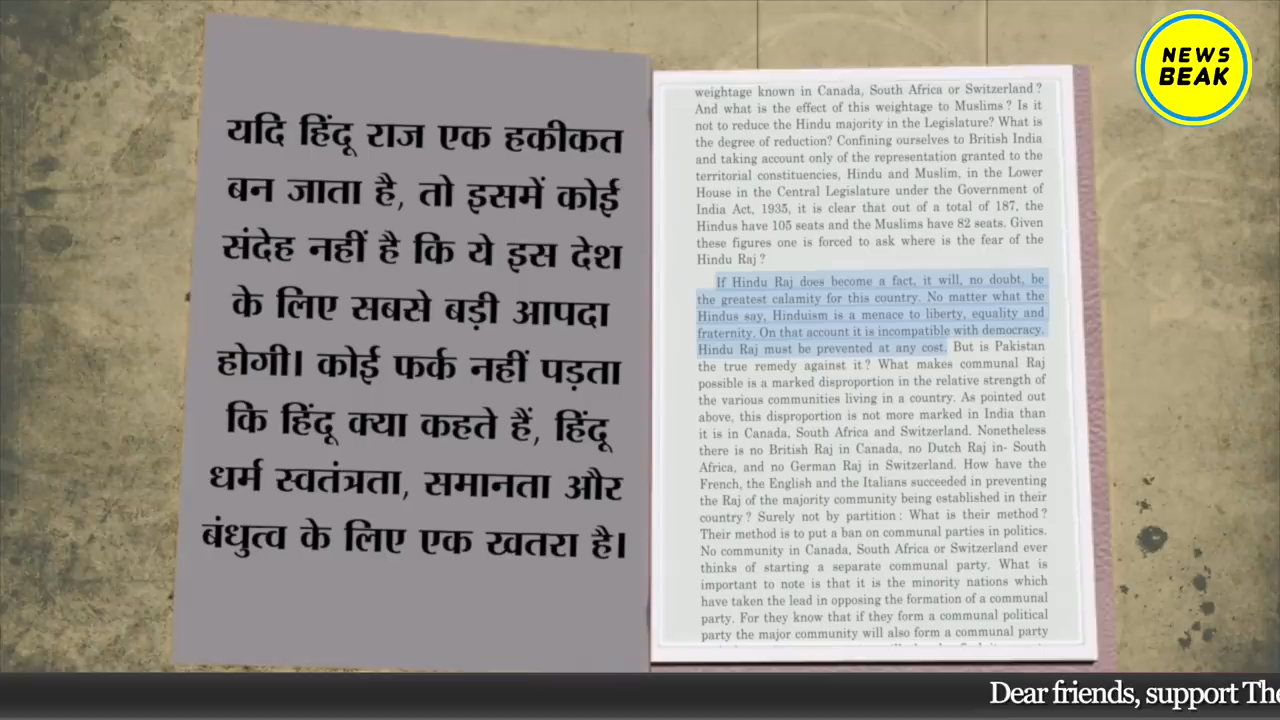 NEWS
BEAK
यदि हिंदू राज एक हकीकत
बन जाता है, तो इसमें कोई
संदेह नहीं है कि ये इस देश
के लिए सबसे बड़ी आपदा
होगी। कोई फर्क नहीं पड़ता
कि हिंदू क्या कहते हैं, हिंदू
धर्म स्वतंत्रता, समानता और
बंधुत्व के लिए एक खतरा है।
weightage known in Canada, South Africa or Switzerland?
And what is the effect of this weightage to Muslims? Is it
not to reduce the Hindu majority in the Legislature? What is
the degree of reduction? Confining ourselves to British India
and taking account only of the representation granted to the
territorial constituencies, Hindu and Muslim, in the Lower
House in the Central Legislature under the Government of
India Act, 1935, it is clear that out of a total of 187, the
Hindus have 105 seats and the Muslims have 82 seats. Given
these figures one is forced to ask where is the fear of the
Hindu Raj?
If Hindu Raj does become a fact, it will, no doubt, be
the greatest calamity for this country. No matter what the
Hindus say, Hinduism is a menace to liberty, equality and
fraternity. On that account it is incompatible with democracy.
Hindu Raj must be prevented at any cost. But is Pakistan
the true remedy against it? What makes communal Raj
possible is a marked disproportion in the relative strength of
the various communities living in a country. As pointed out
above, this disproportion is not more marked in India than
it is in Canada, South Africa and Switzerland. Nonetheless
there is no British Raj in Canada, no Dutch Raj in- South
Africa, and no German Raj in Switzerland. How have the
French, the English and the Italians succeeded in preventing
the Raj of the majority community being established in their
country? Surely not by partition: What is their method?
Their method is to put a ban on communal parties in politics.
No community in Canada, South Africa or Switzerland ever
thinks of starting a separate communal party. What is
important to note is that it is the minority nations which
have taken the lead in opposing the formation of a communal
party. For they know that if they form a communal political
party the major community will also form a communal party
Dear friends, support The